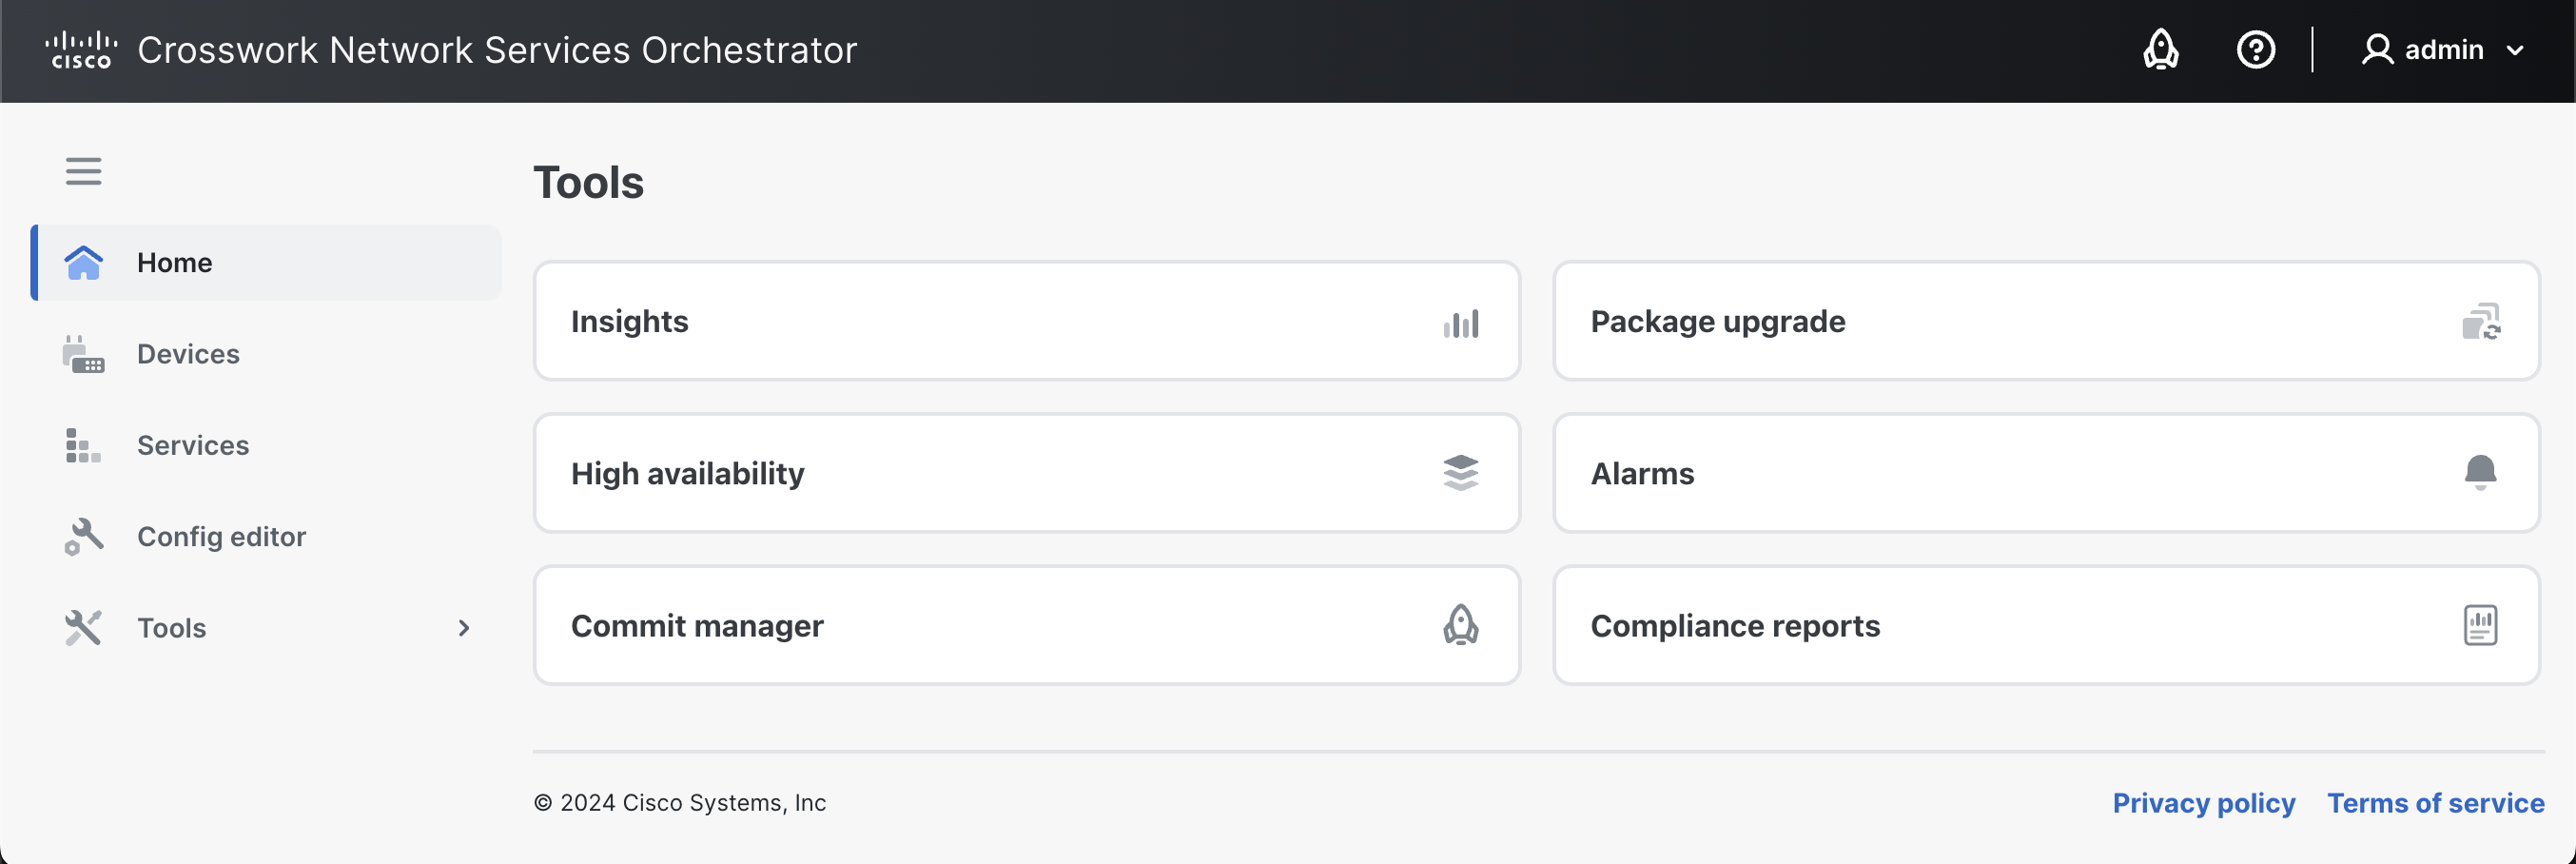 cisco Crosswork Network Services Orchestrator
admin
Tools
Home
Devices
Services
Config editor
Tools
Insights
Package upgrade
High availability
Alarms
Commit manager
Compliance reports
© 2024 Cisco Systems, Inc
Privacy policy Terms of service